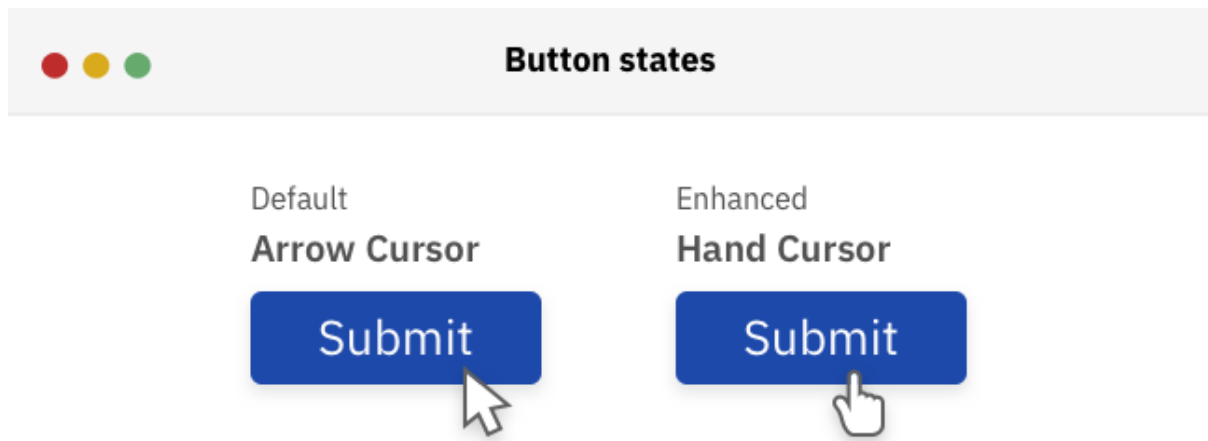 Button states
Default
Arrow Cursor
Submit
Enhanced
Hand Cursor
Submit